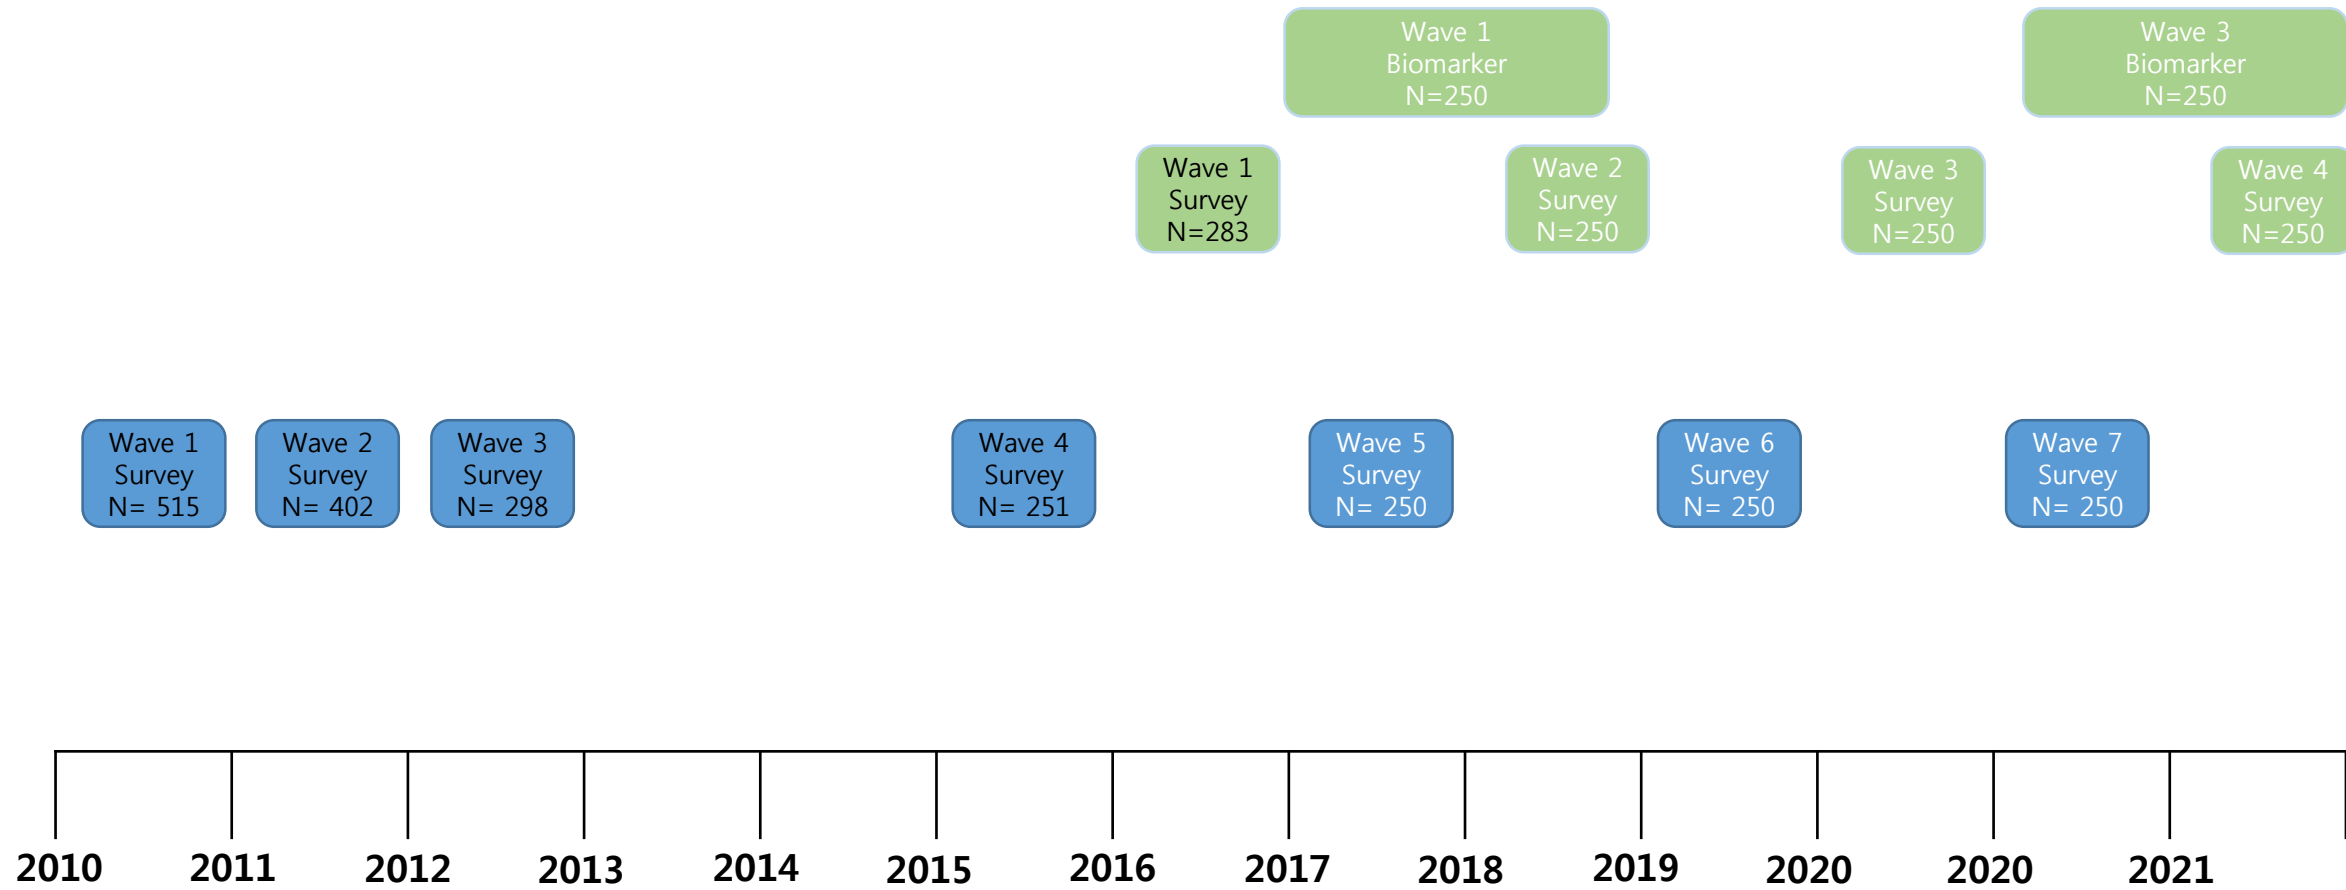 Wave 1
Biomarker
N=250
Wave 3
Biomarker
N=250
Wave 1
Survey
N=283
Wave 2
Survey
N=250
Wave 3
Survey
N=250
Wave 4
Survey
N=250
Wave 1
Survey
N= 515
Wave 2
Survey
N= 402
Wave 3
Survey
N= 298
Wave 4
Survey
N= 251
Wave 5
Survey
N= 250
Wave 6
Survey
N= 250
Wave 7
Survey
N= 250
2010 2011 2012 2013 2014 2015 2016 2017 2018 2019 2020 2020 2021